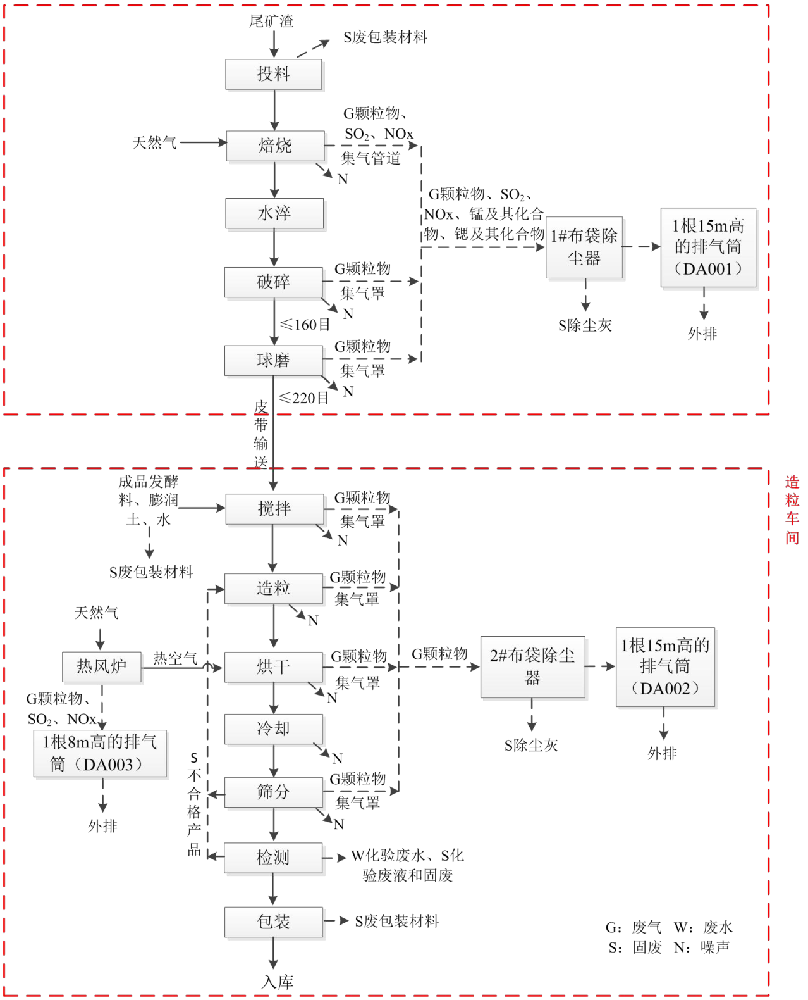 尾矿渣
S废包装材料
投料
G颗粒物、
SO₂、NOx
天然气
焙烧
集气管道
N
水淬
G颗粒物、SO₂、
NOx、锰及其化合
物、锶及其化合物
1#布袋除
尘器
1根15m高
的排气筒
（DA001）
G颗粒物
破碎
集气罩
N
S除尘灰
外排
≤160目
G颗粒物
球磨
集气罩
N
≤220目
皮带输送
造粒车间
成品发酵
料、膨润
土、水
G颗粒物
搅拌
集气罩
N
S废包装材料
G颗粒物
造粒
集气罩
N
天然气
热风炉
热空气
G颗粒物
烘干
集气罩
N
G颗粒物
2#布袋除尘
器
1根15m高的
排气筒
（DA002）
G颗粒物、
SO₂、NOx
冷却
N
1根8m高的排气
筒（DA003）
S除尘灰
外排
S不合格产品
G颗粒物
筛分
集气罩
N
外排
检测
W化验废水、S化
验废液和固废
包装
S废包装材料
G：废气 W：废水
S：固废 N：噪声
入库